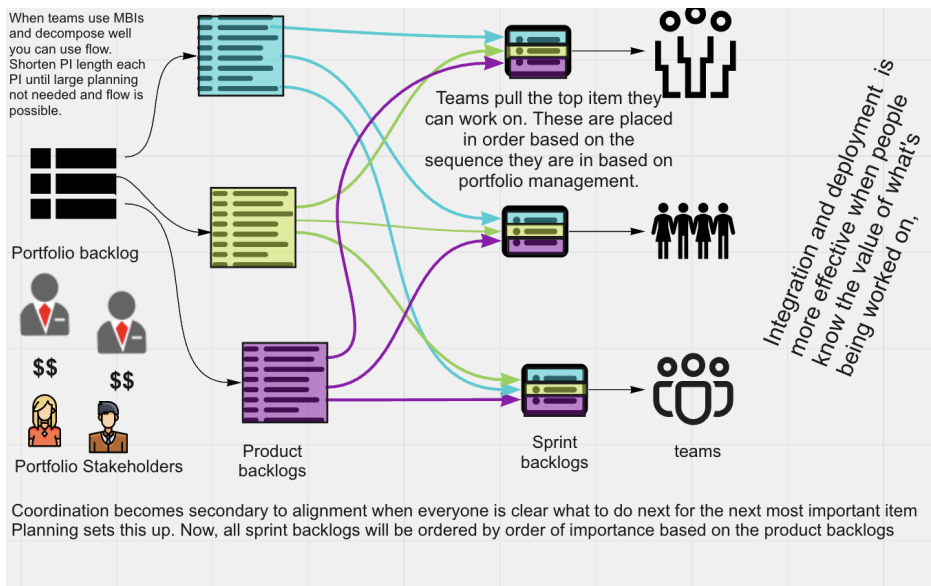 When teams use MBIs
and decompose well
you can use flow.
Shorten PI length each
PI until large planning
not needed and flow is
possible.
Teams pull the top item they
can work on. These are placed
in order based on the
sequence they are in based on
portfolio management.
Integration and deployment is
more effective when people
know the value of what's
being worked on,
Portfolio backlog
$$
$$
Portfolio Stakeholders
Product
backlogs
Sprint
backlogs
teams
Coordination becomes secondary to alignment when everyone is clear what to do next for the next most important item
Planning sets this up. Now, all sprint backlogs will be ordered by order of importance based on the product backlogs